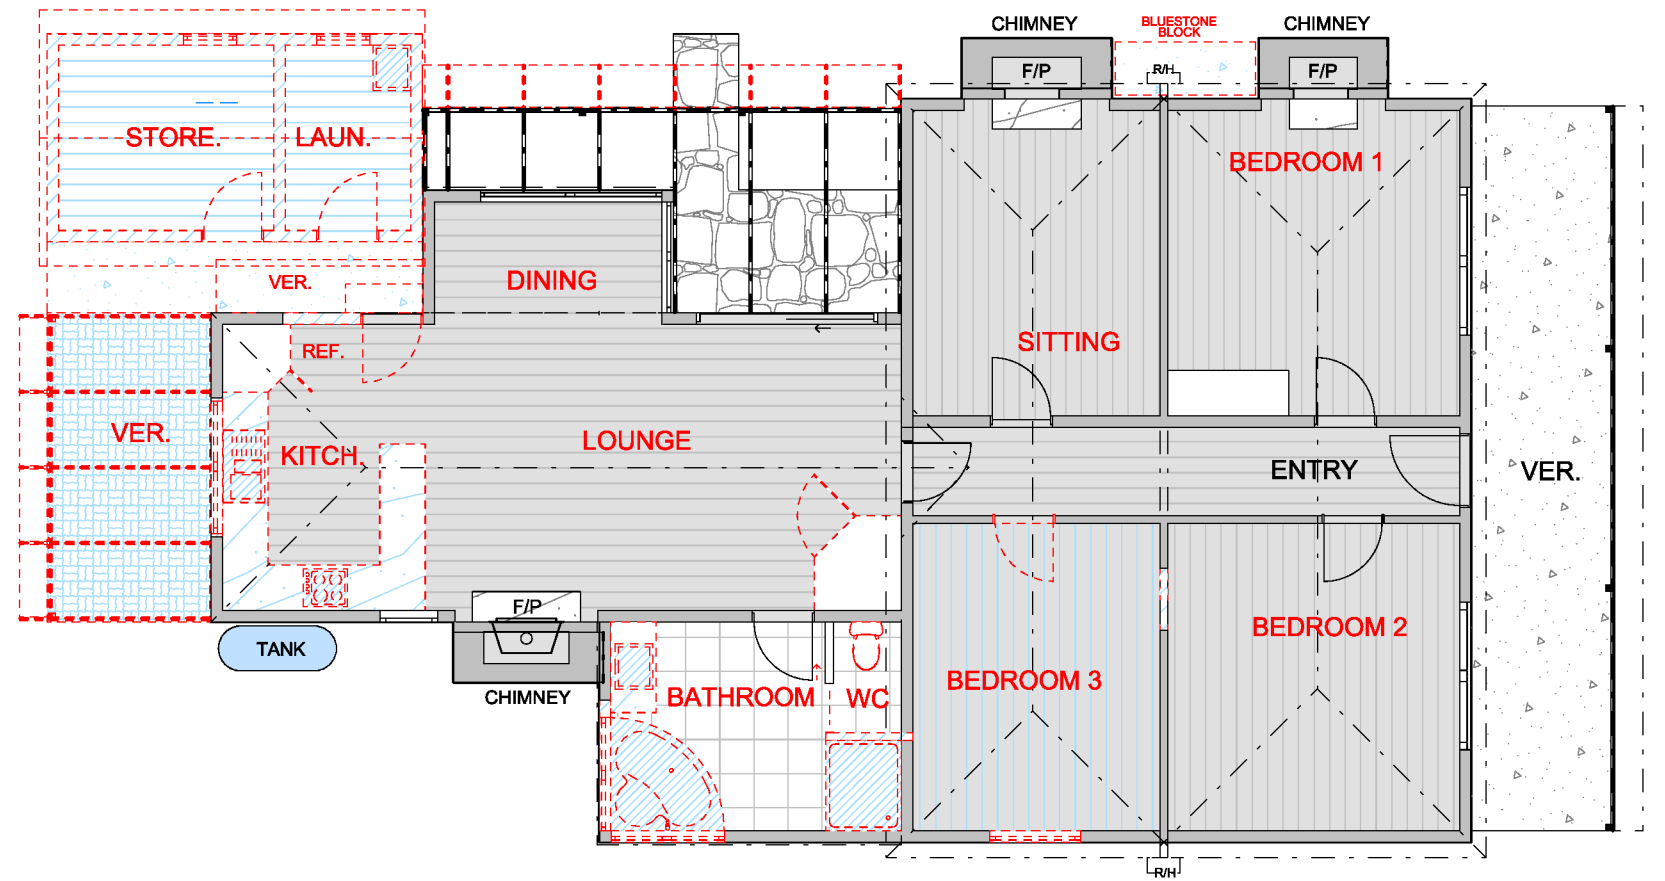 CHIMNEY
BLUESTONE
BLOCK
CHIMNEY
F/P
R/H
F/P
STORE.
LAUN.
BEDROOM 1
VER.
DINING
SITTING
REF.
VER.
KITCH.
LOUNGE
ENTRY
VER.
F/P
TANK
CHIMNEY
BATHROOM
WC
BEDROOM 3
BEDROOM 2
R/H